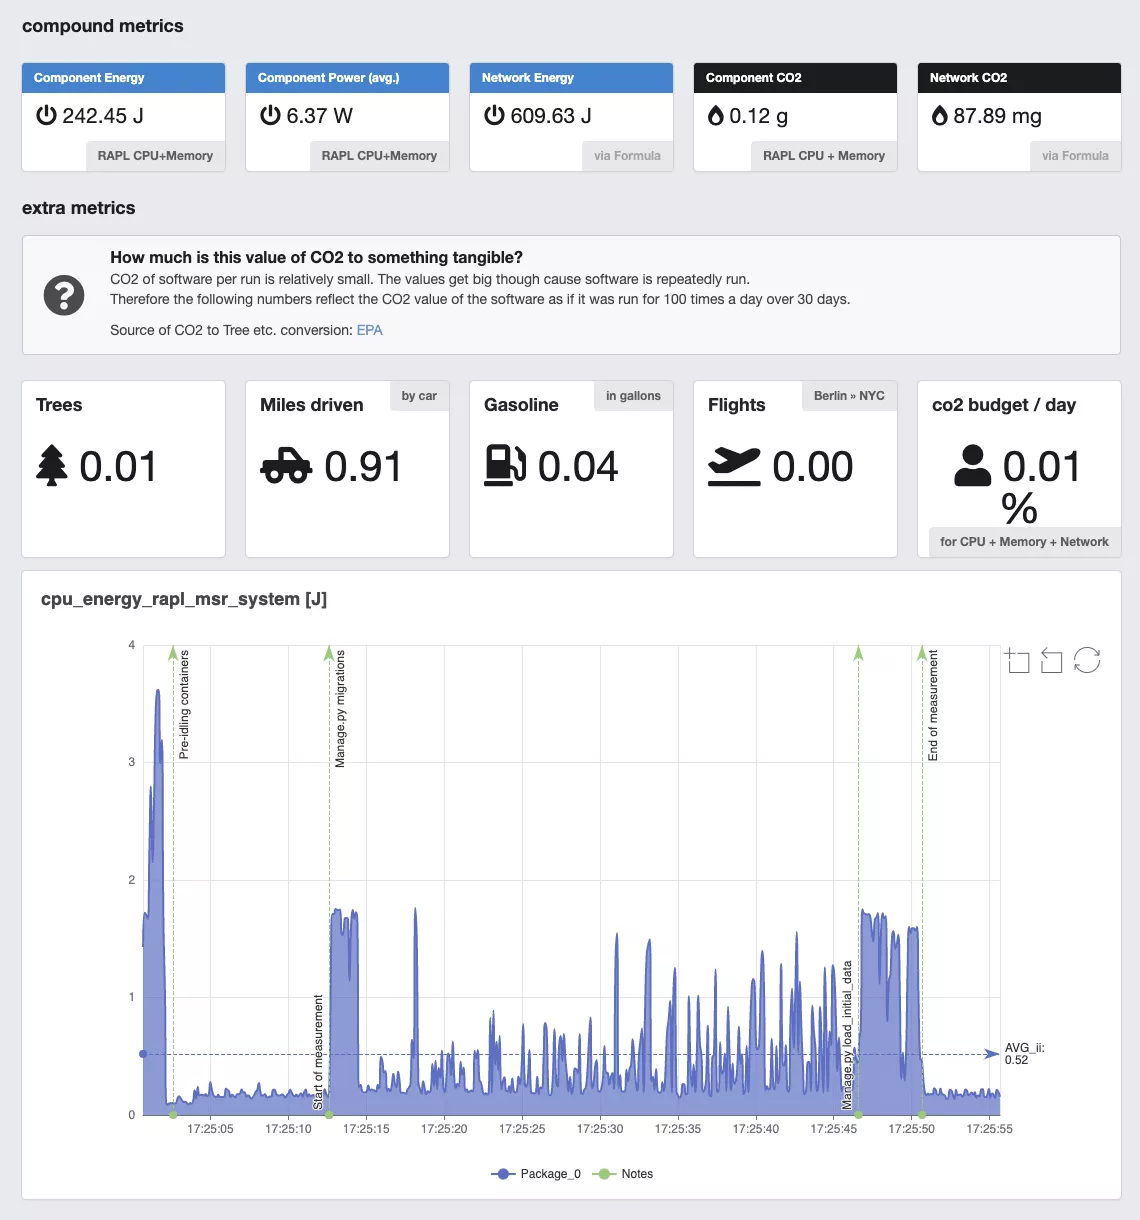 compound metrics
Component Energy
242.45 J
RAPL CPU+Memory
Component Power (avg.)
6.37 W
RAPL CPU+Memory
Network Energy
609.63 J
via Formula
Component CO2
0.12 g
RAPL CPU + Memory
Network CO2
87.89 mg
via Formula
extra metrics
How much is this value of CO2 to something tangible?
CO2 of software per run is relatively small. The values get big though cause software is repeatedly run.
Therefore the following numbers reflect the CO2 value of the software as if it was run for 100 times a day over 30 days.
Source of CO2 to Tree etc. conversion: EPA
Trees
0.01
Miles driven
by car
0.91
Gasoline
in gallons
0.04
Flights
Berlin » NYC
0.00
co2 budget / day
0.01
%
for CPU + Memory + Network
cpu_energy_rapl_msr_system [J]
4
3
2
1
0
Pre-idling containers
Start of measurement
Manage.py migrations
Manage.py load_initial_data
End of measurement
AVG_ii:
0.52
17:25:05
17:25:10
17:25:15
17:25:20
17:25:25
17:25:30
17:25:35
17:25:40
17:25:45
17:25:50
17:25:55
Package_0
Notes